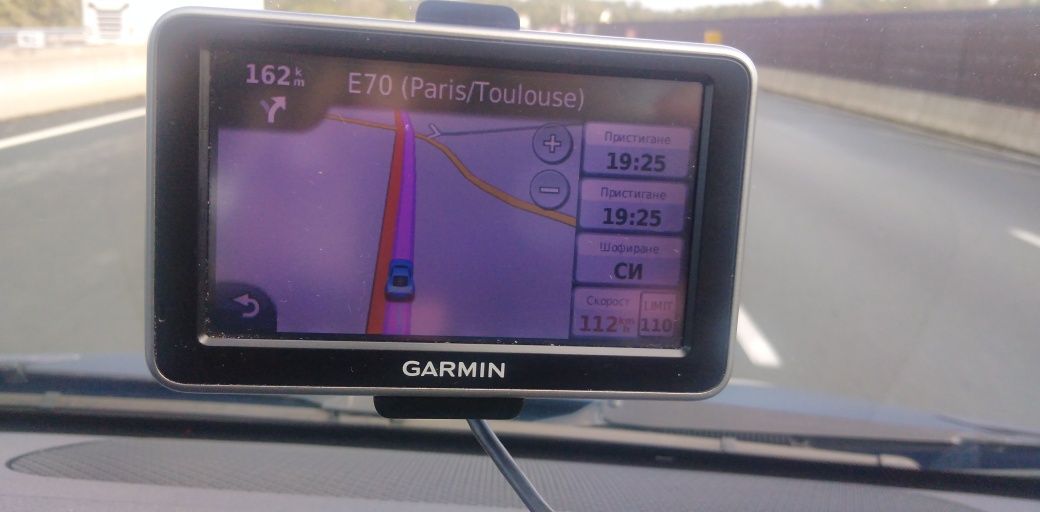 162 km
E70 (Paris/Toulouse)
Пристигане
19:25
Пристигане
19:25
Шофиране
СИ
Скорост
112 km/h
LIMIT
110
GARMIN